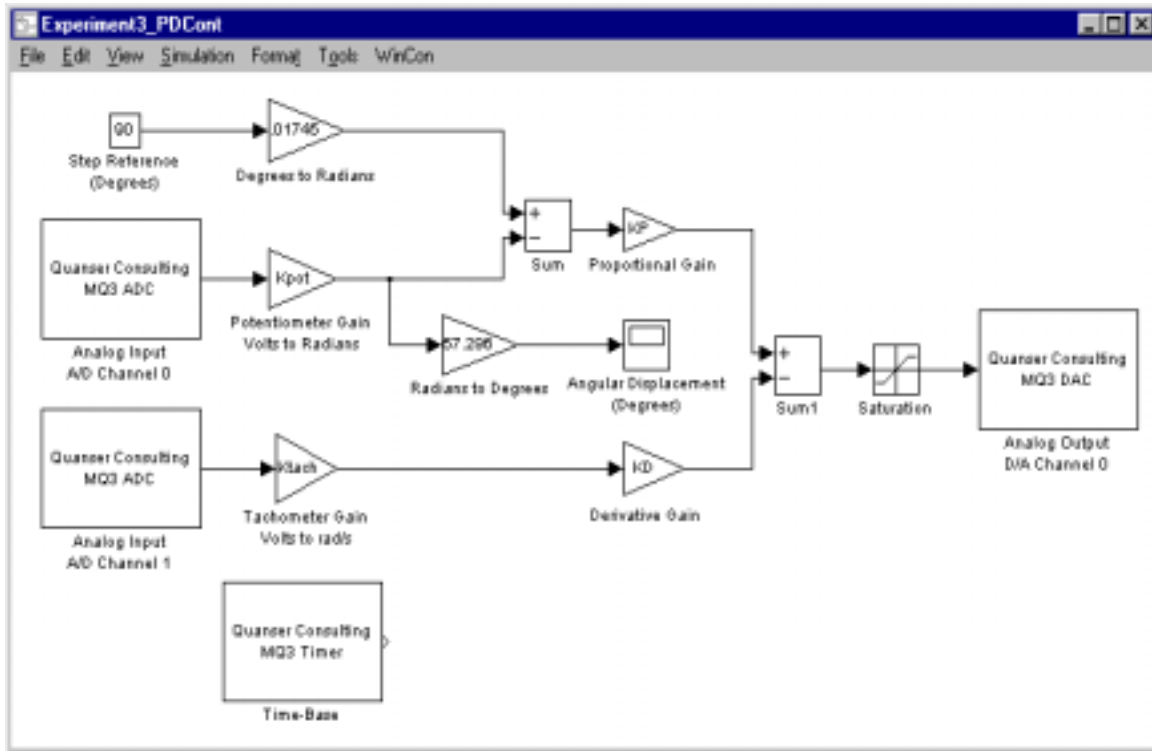 Experiment3_PDCont
File Edit View Simulation Format Tools WinCon
90
Step Reference
(Degrees)
.01745
Degrees to Radians
Quanser Consulting
MQ3 ADC
Analog Input
A/D Channel 0
Kpot
Potentiometer Gain
Volts to Radians
+
−
Sum
KP
Proportional Gain
57.296
Radians to Degrees
Angular Displacement
(Degrees)
+
−
Sum1
Saturation
Quanser Consulting
MQ3 DAC
Analog Output
D/A Channel 0
Quanser Consulting
MQ3 ADC
Analog Input
A/D Channel 1
Ktach
Tachometer Gain
Volts to rad/s
KD
Derivative Gain
Quanser Consulting
MQ3 Timer
Time-Base